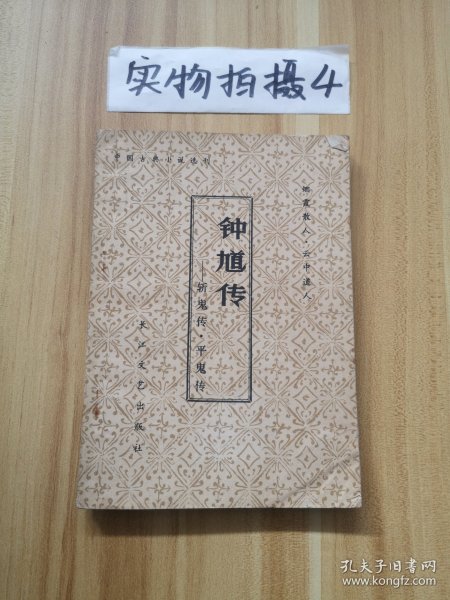 实物拍摄4
中国古典小说选刊
烟霞散人·云中道人
钟馗传
——斩鬼传·平鬼传
长江文艺出版社
孔夫子旧书网
www.kongfz.com